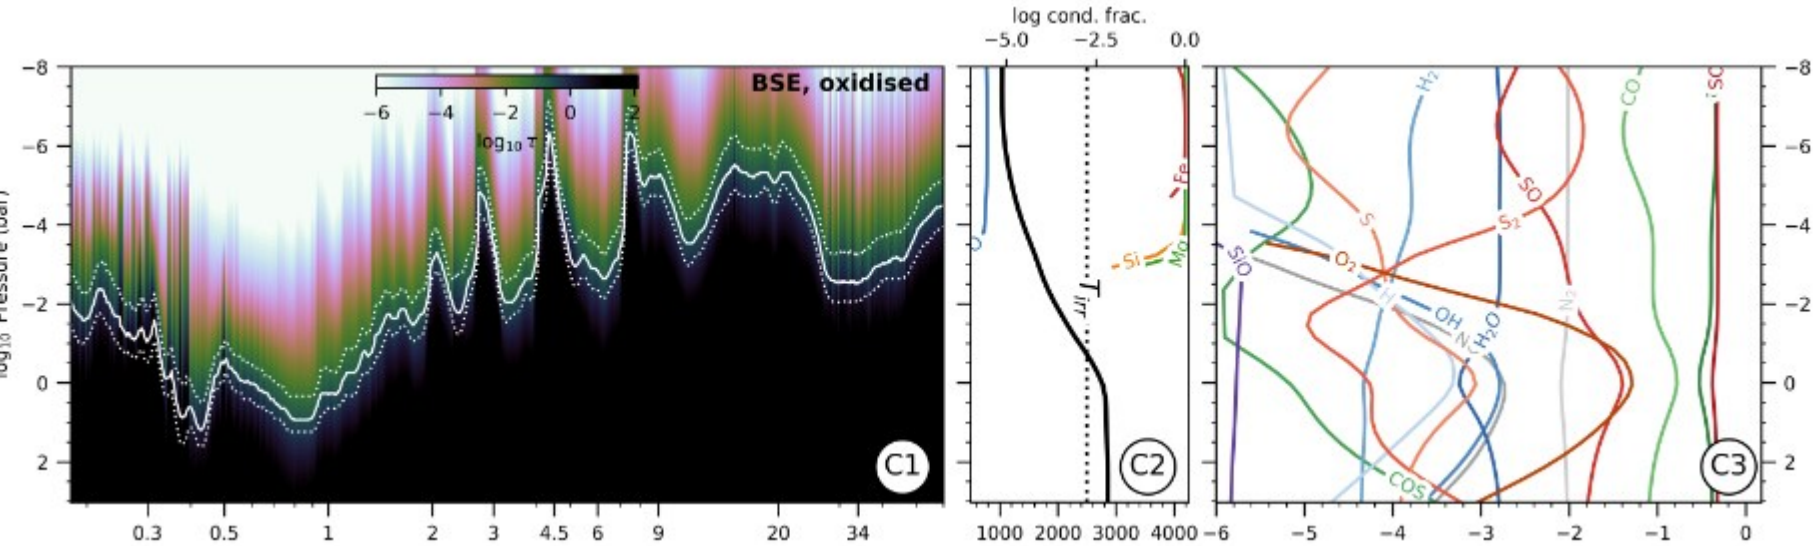 log cond. frac.
−5.0 −2.5 0.0
−8 −6 −4 −2 0 2
BSE, oxidised
−6 −4 −2 0 2
log₁₀ τ
Pressure (bar)
C1
0.3 0.5 1 2 3 4.5 6 9 20 34
Fe
Si
T_irr
C2
1000 2000 3000 4000
H₂
CO
SO
S
S₂
SiO
O₂
H
OH
N₂
H₂O
COS
C3
−8 −6 −4 −2 0 2
−6 −5 −4 −3 −2 −1 0